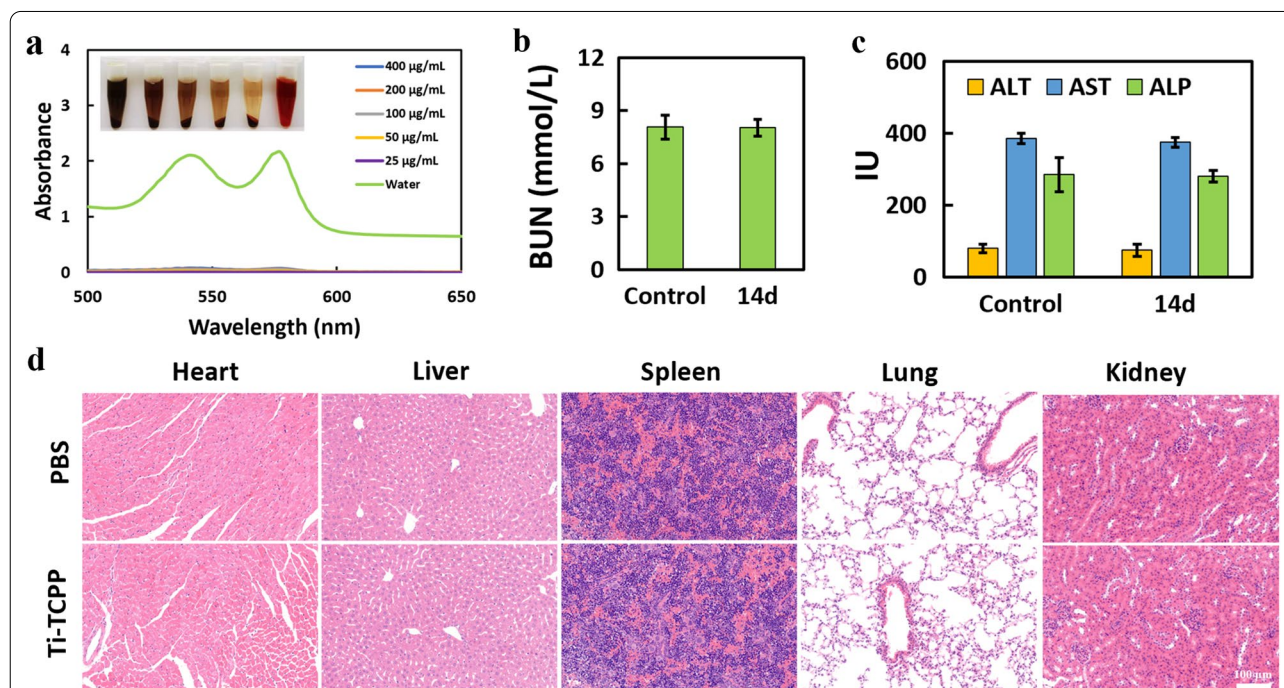 a
4
3
2
1
0
Absorbance
500
550
600
650
Wavelength (nm)
400 µg/mL
200 µg/mL
100 µg/mL
50 µg/mL
25 µg/mL
Water
b
12
9
6
3
0
BUN (mmol/L)
Control 14d
c
600
400
200
0
IU
ALT AST ALP
Control 14d
d
Heart Liver Spleen Lung Kidney
PBS
Ti-TCPP
100µm